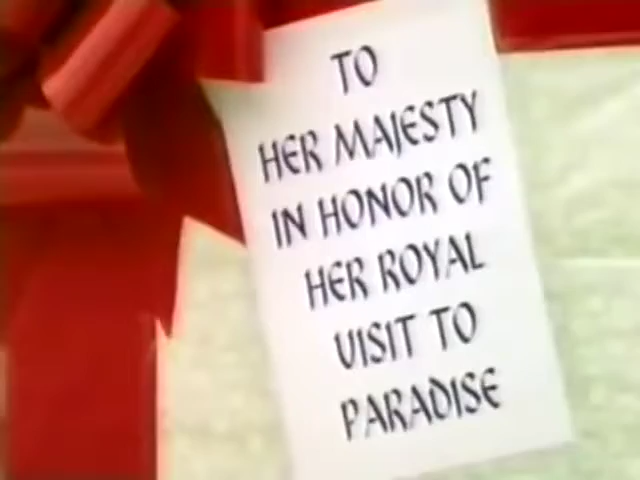 TO
HER MAJESTY
IN HONOR OF
HER ROYAL
VISIT TO
PARADISE